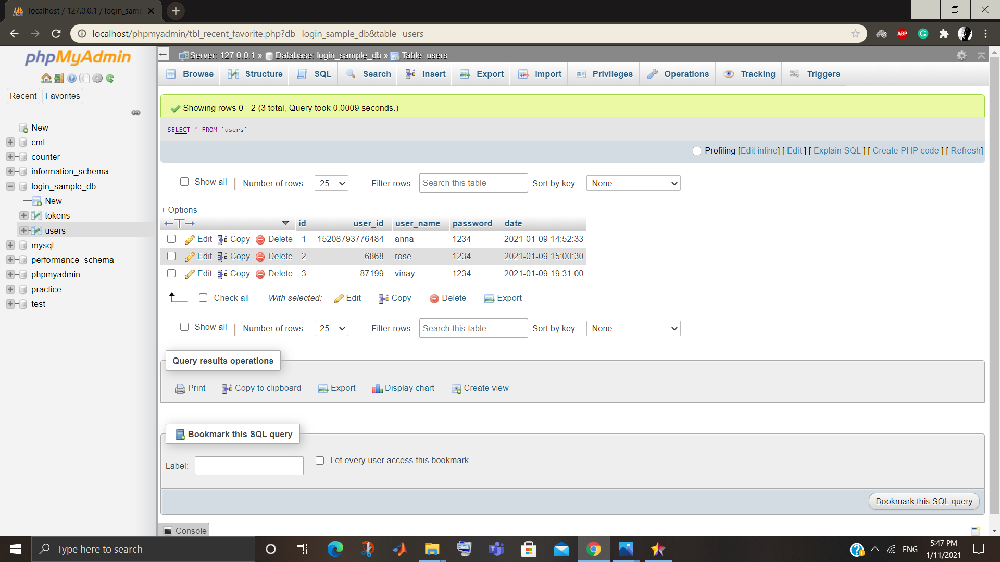 localhost / 127.0.0.1 / login_sam
localhost/phpmyadmin/tbl_recent_favorite.php?db=login_sample_db&table=users
ABP
phpMyAdmin
Recent
Favorites
New
cml
counter
information_schema
login_sample_db
New
tokens
users
mysql
performance_schema
phpmyadmin
practice
test
Server: 127.0.0.1 » Database: login_sample_db » Table: users
Browse Structure SQL Search Insert Export Import Privileges Operations Tracking Triggers
Showing rows 0 - 2 (3 total, Query took 0.0009 seconds.)
SELECT * FROM `users`
Profiling [Edit inline] [ Edit ] [ Explain SQL ] [ Create PHP code ] [ Refresh]
Show all | Number of rows: 25 Filter rows: Search this table Sort by key: None
+ Options
←T→ id user_id user_name password date
Edit Copy Delete 1 15208793776484 anna 1234 2021-01-09 14:52:33
Edit Copy Delete 2 6868 rose 1234 2021-01-09 15:00:30
Edit Copy Delete 3 87199 vinay 1234 2021-01-09 19:31:00
Check all With selected: Edit Copy Delete Export
Show all | Number of rows: 25 Filter rows: Search this table Sort by key: None
Query results operations
Print Copy to clipboard Export Display chart Create view
Bookmark this SQL query
Label: Let every user access this bookmark
Bookmark this SQL query
Console
Type here to search
ENG
5:47 PM
1/11/2021